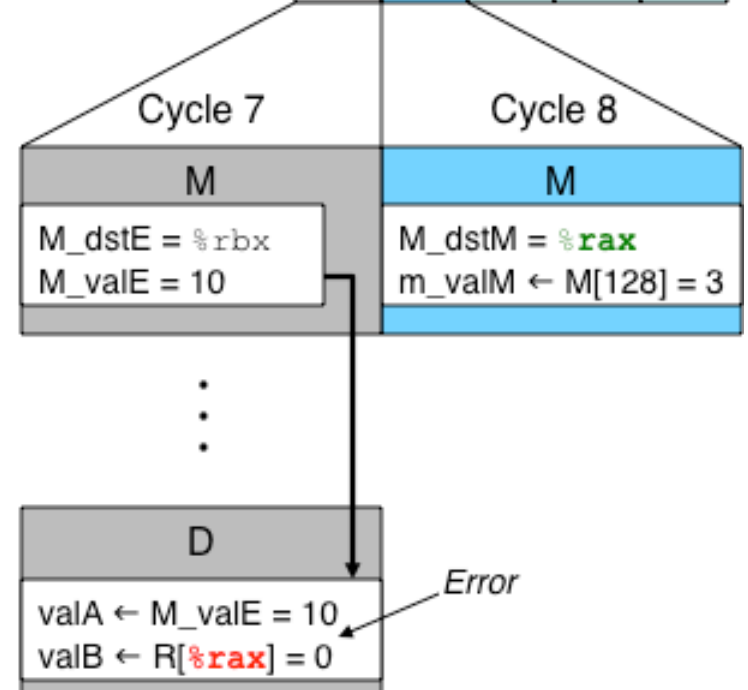 Cycle 7
Cycle 8
M
M
M_dstE = %rbx
M_valE = 10
M_dstM = %rax
m_valM ← M[128] = 3
D
Error
valA ← M_valE = 10
valB ← R[%rax] = 0